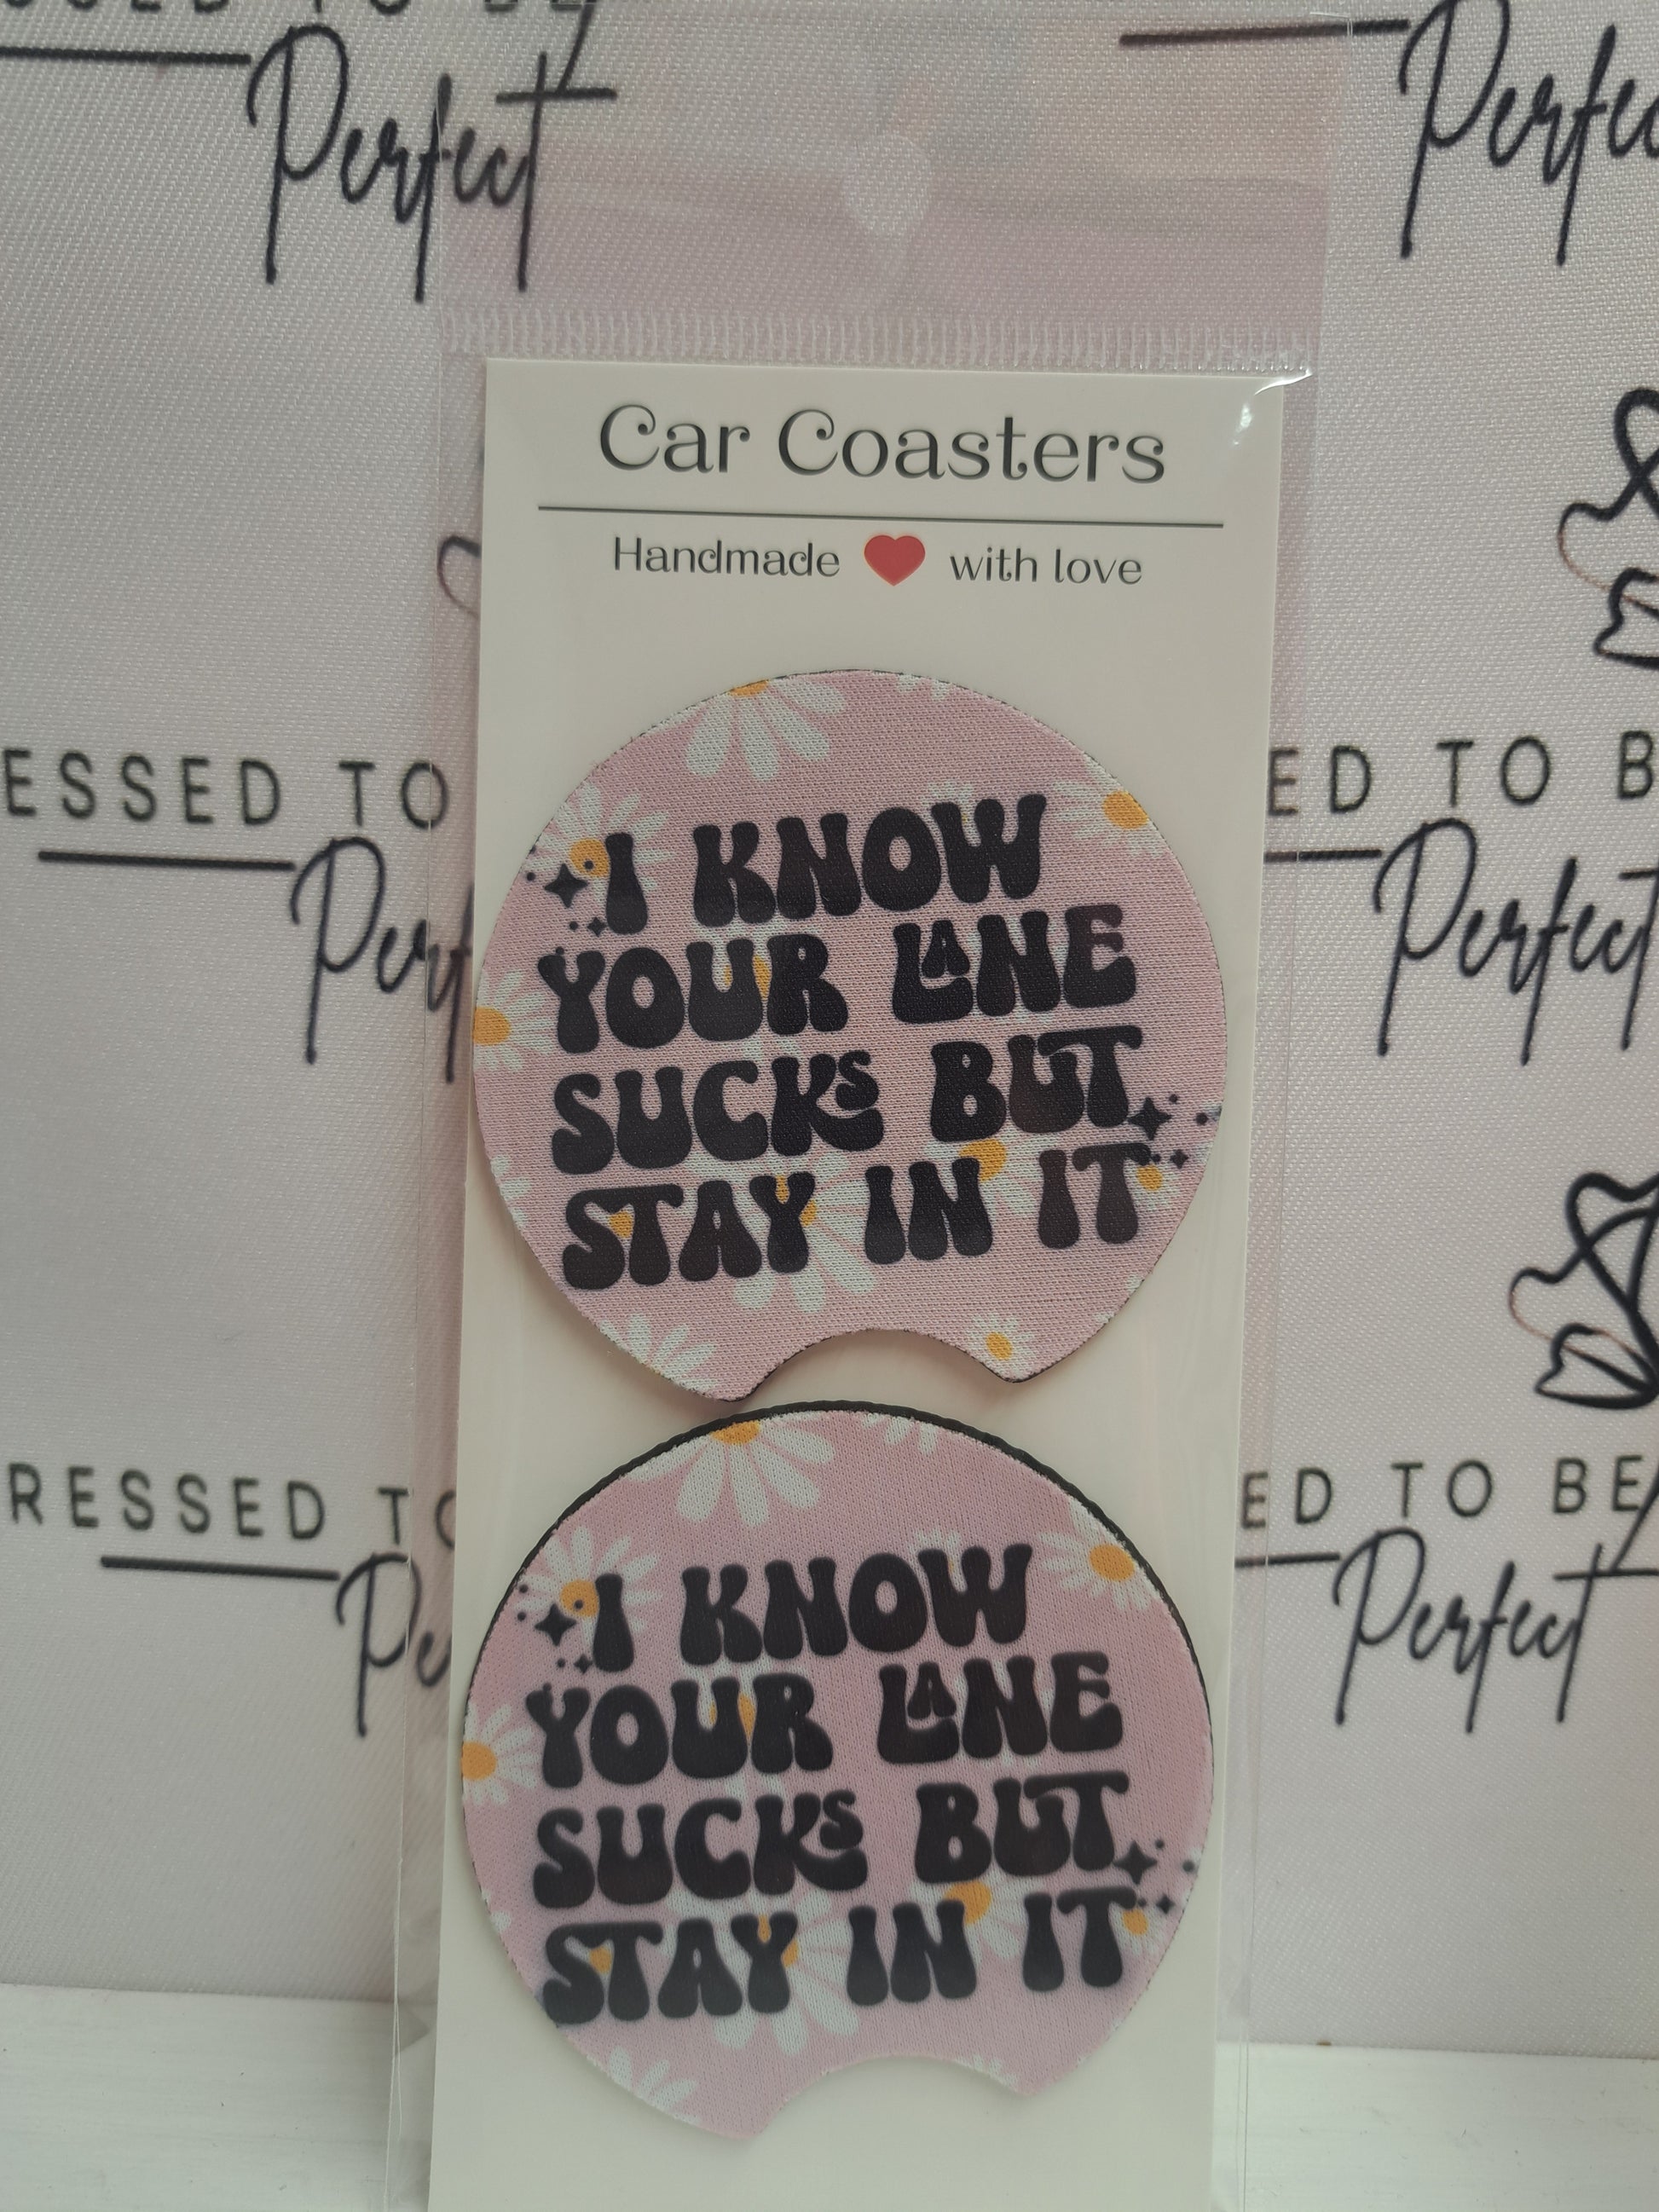 Perfect
Car Coasters
Handmade with love
ESSED TO
ED TO B
Perfect
I KNOW
YOUR LANE
SUCKS BUT
STAY IN IT
RESSED TO
ED TO BE
Perfect
I KNOW
YOUR LANE
SUCKS BUT
STAY IN IT